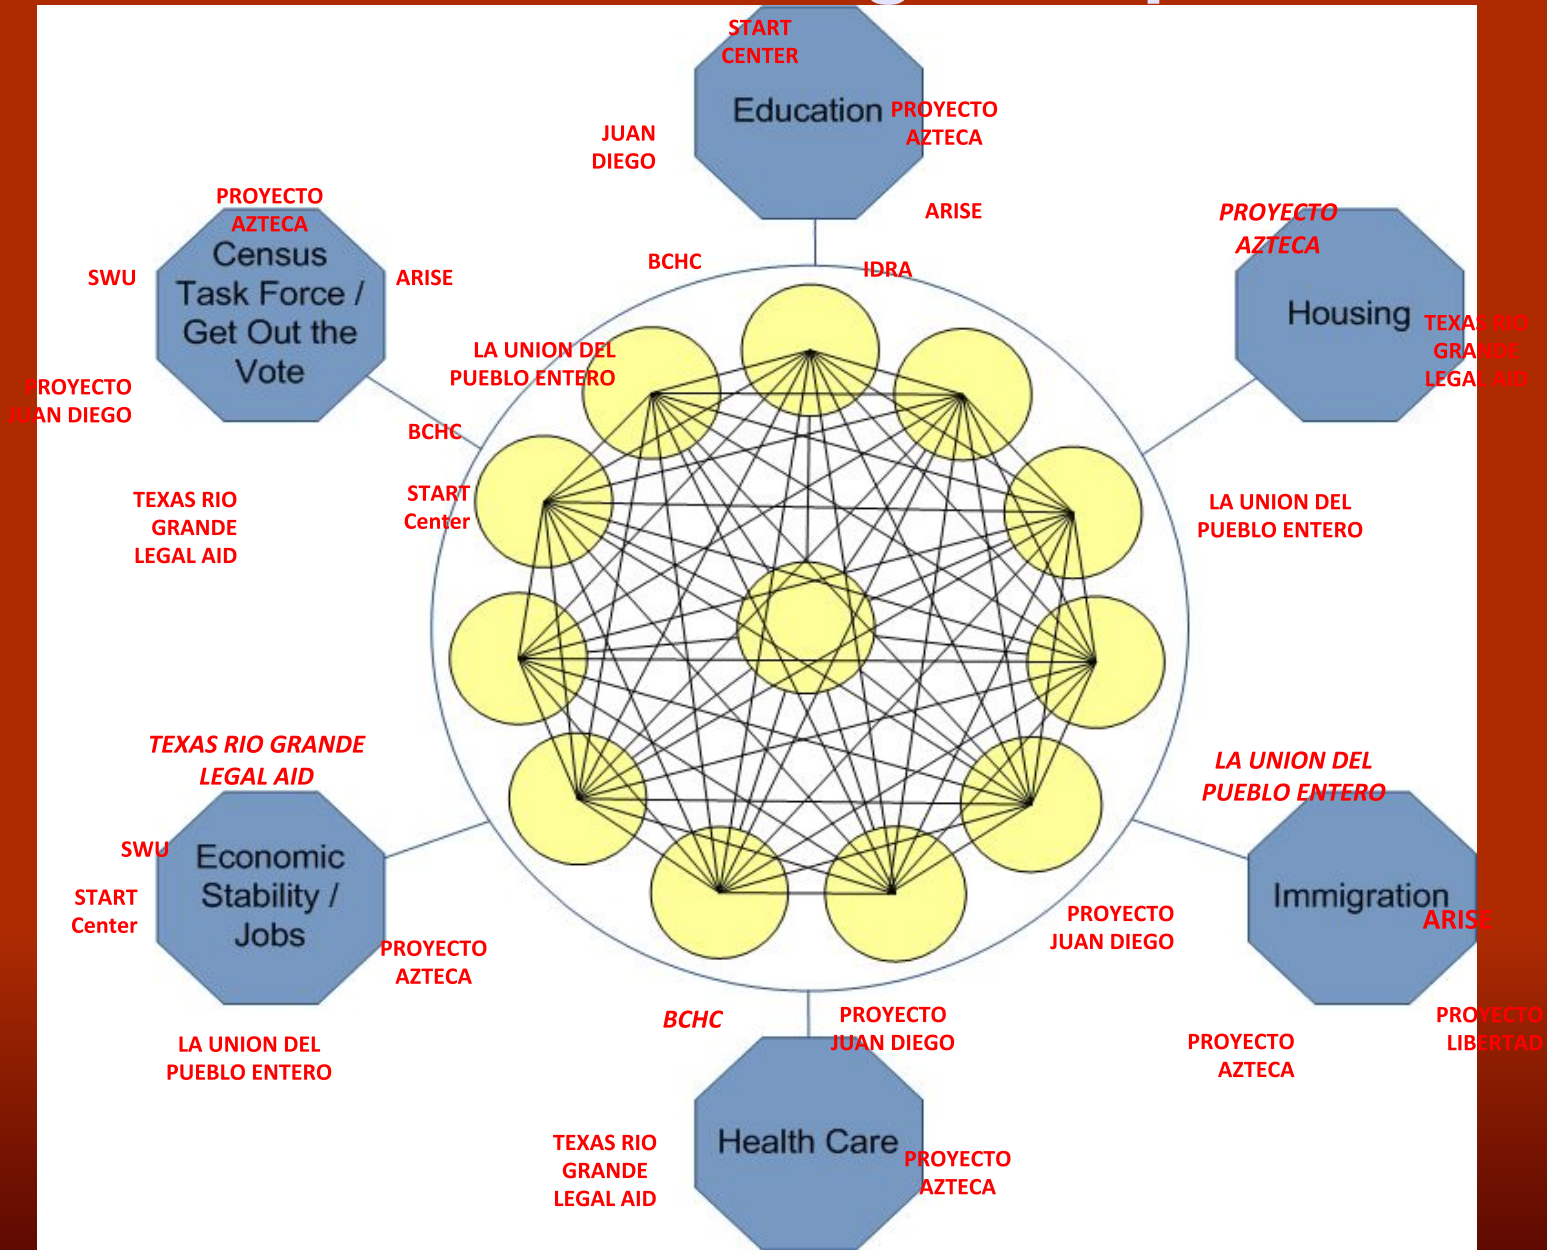 START
CENTER
Education
PROYECTO
AZTECA
JUAN
DIEGO
ARISE
BCHC
IDRA
PROYECTO
AZTECA
Census
Task Force /
Get Out the
Vote
SWU
ARISE
PROYECTO
JUAN DIEGO
LA UNION DEL
PUEBLO ENTERO
BCHC
START
Center
TEXAS RIO
GRANDE
LEGAL AID
PROYECTO
AZTECA
Housing
TEXAS RIO
GRANDE
LEGAL AID
LA UNION DEL
PUEBLO ENTERO
TEXAS RIO GRANDE
LEGAL AID
SWU
Economic
Stability /
Jobs
START
Center
PROYECTO
AZTECA
LA UNION DEL
PUEBLO ENTERO
LA UNION DEL
PUEBLO ENTERO
Immigration
ARISE
PROYECTO
JUAN DIEGO
PROYECTO
LIBERTAD
PROYECTO
AZTECA
BCHC
PROYECTO
JUAN DIEGO
Health Care
TEXAS RIO
GRANDE
LEGAL AID
PROYECTO
AZTECA